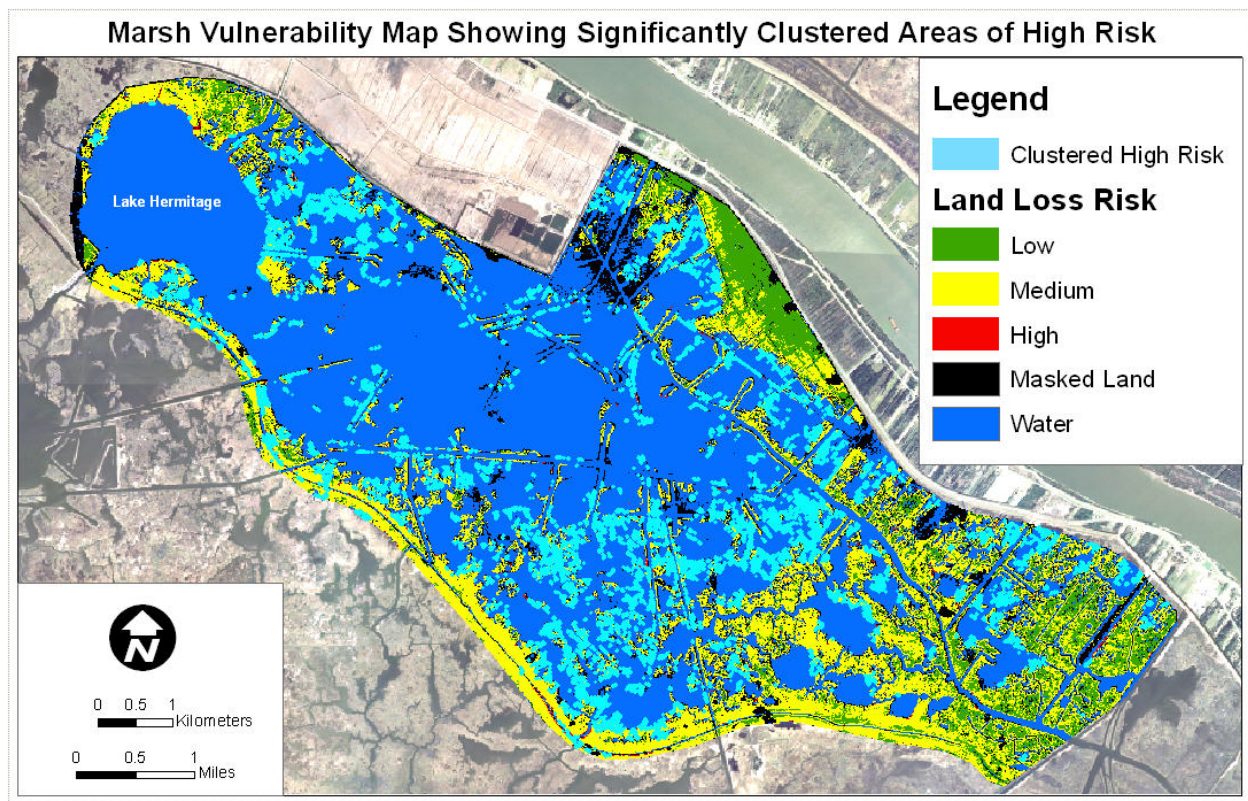 Marsh Vulnerability Map Showing Significantly Clustered Areas of High Risk
Lake Hermitage
Legend
Clustered High Risk
Land Loss Risk
Low
Medium
High
Masked Land
Water
N
0 0.5 1
Kilometers
0 0.5 1
Miles